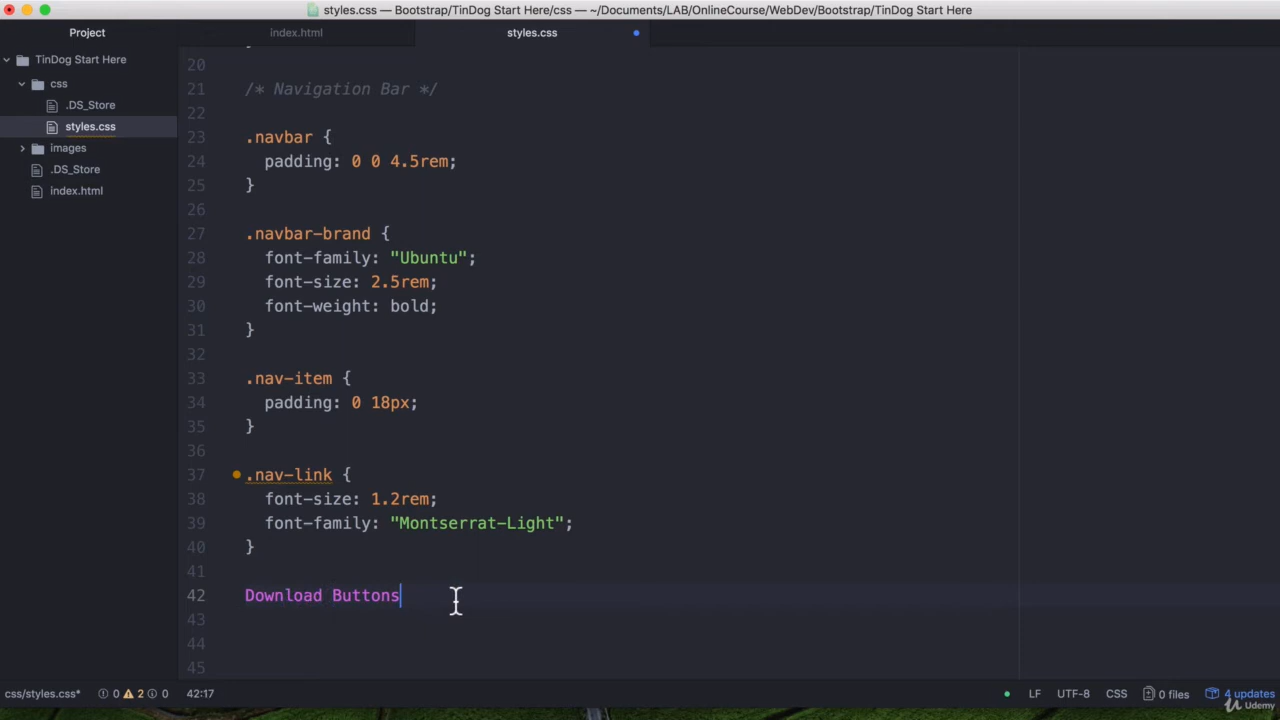 styles.css — Bootstrap/TinDog Start Here/css — ~/Documents/LAB/OnlineCourse/WebDev/Bootstrap/TinDog Start Here
Project
index.html
styles.css
TinDog Start Here
css
.DS_Store
styles.css
images
.DS_Store
index.html
20
21 /* Navigation Bar */
22
23 .navbar {
24 padding: 0 0 4.5rem;
25 }
26
27 .navbar-brand {
28 font-family: "Ubuntu";
29 font-size: 2.5rem;
30 font-weight: bold;
31 }
32
33 .nav-item {
34 padding: 0 18px;
35 }
36
37 .nav-link {
38 font-size: 1.2rem;
39 font-family: "Montserrat-Light";
40 }
41
42 Download Buttons
43
44
45
css/styles.css* 0 2 0 42:17 LF UTF-8 CSS 0 files 4 updates
Udemy